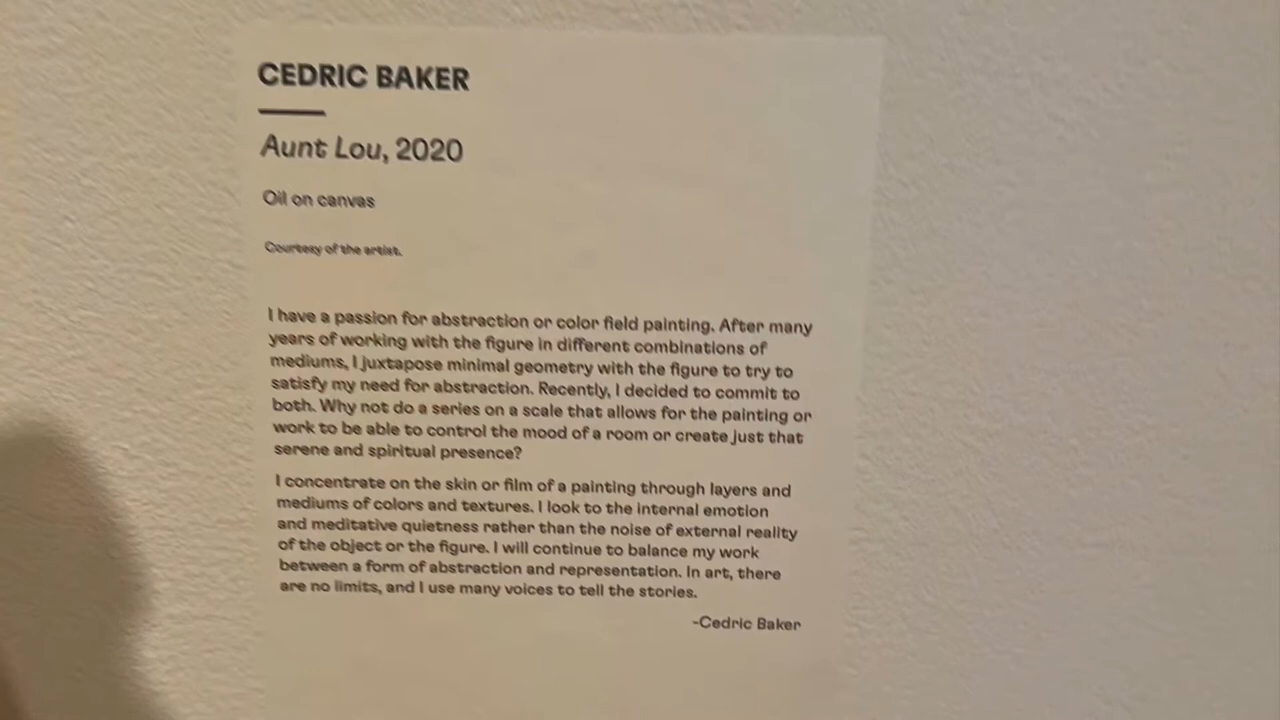 CEDRIC BAKER
Aunt Lou, 2020
Oil on canvas
Courtesy of the artist.
I have a passion for abstraction or color field painting. After many
years of working with the figure in different combinations of
mediums, I juxtapose minimal geometry with the figure to try to
satisfy my need for abstraction. Recently, I decided to commit to
both. Why not do a series on a scale that allows for the painting or
work to be able to control the mood of a room or create just that
serene and spiritual presence?
I concentrate on the skin or film of a painting through layers and
mediums of colors and textures. I look to the internal emotion
and meditative quietness rather than the noise of external reality
of the object or the figure. I will continue to balance my work
between a form of abstraction and representation. In art, there
are no limits, and I use many voices to tell the stories.
-Cedric Baker